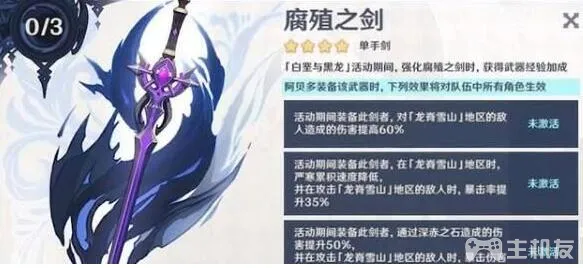 0/3
腐殖之剑
单手剑
「白垩与黑龙」活动期间，强化腐殖之剑时，获得武器经验加成
阿贝多装备该武器时，下列效果将对队伍中所有角色生效
活动期间装备此剑者，对「龙脊雪山」地区的敌
人造成的伤害提高60%
未激活
活动期间装备此剑者，在「龙脊雪山」地区时，
严寒累积速度降低，
并在攻击「龙脊雪山」地区的敌人时，暴击率提
升35%
未激活
活动期间装备此剑者，通过深赤之石造成的伤
害提升50%，
并在攻击「龙脊雪山」地区的敌人时，暴击伤害
未激活
主机友